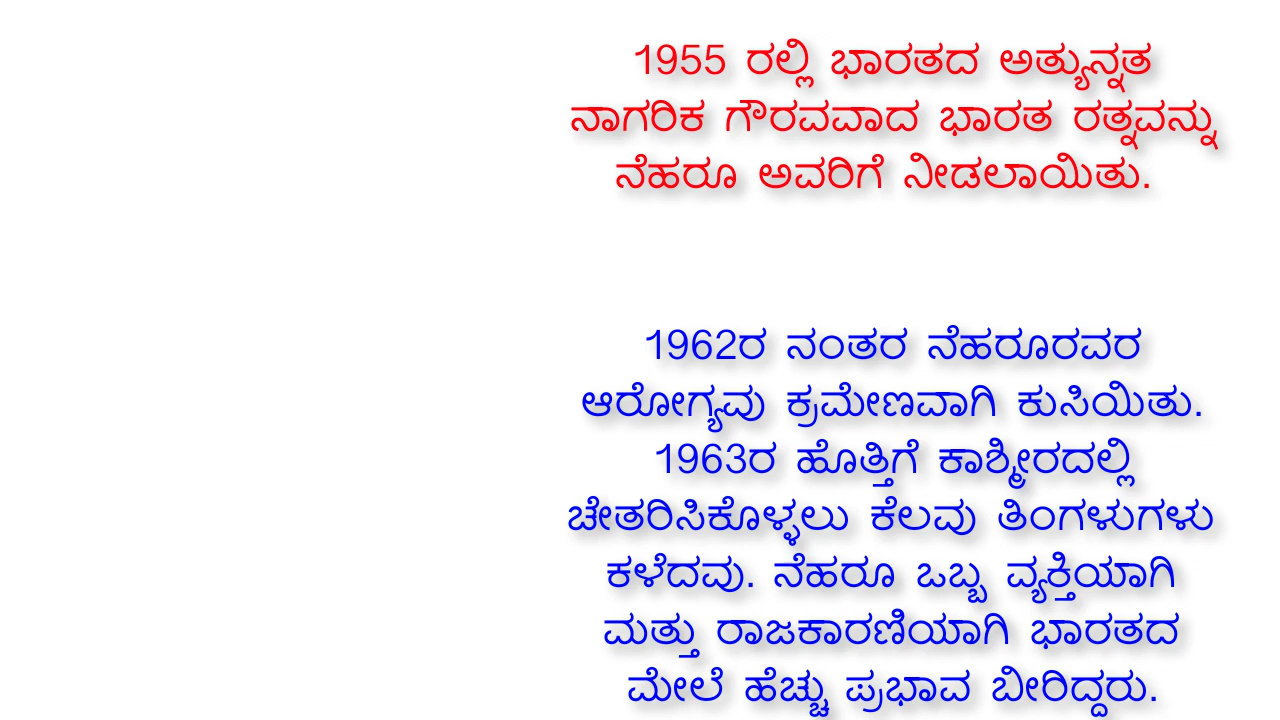 1955 ರಲ್ಲಿ ಭಾರತದ ಅತ್ಯುನ್ನತ
ನಾಗರಿಕ ಗೌರವವಾದ ಭಾರತ ರತ್ನವನ್ನು
ನೆಹರೂ ಅವರಿಗೆ ನೀಡಲಾಯಿತು.
1962ರ ನಂತರ ನೆಹರೂರವರ
ಆರೋಗ್ಯವು ಕ್ರಮೇಣವಾಗಿ ಕುಸಿಯಿತು.
1963ರ ಹೊತ್ತಿಗೆ ಕಾಶ್ಮೀರದಲ್ಲಿ
ಚೇತರಿಸಿಕೊಳ್ಳಲು ಕೆಲವು ತಿಂಗಳುಗಳು
ಕಳೆದವು. ನೆಹರೂ ಒಬ್ಬ ವ್ಯಕ್ತಿಯಾಗಿ
ಮತ್ತು ರಾಜಕಾರಣಿಯಾಗಿ ಭಾರತದ
ಮೇಲೆ ಹೆಚ್ಚು ಪ್ರಭಾವ ಬೀರಿದ್ದರು.